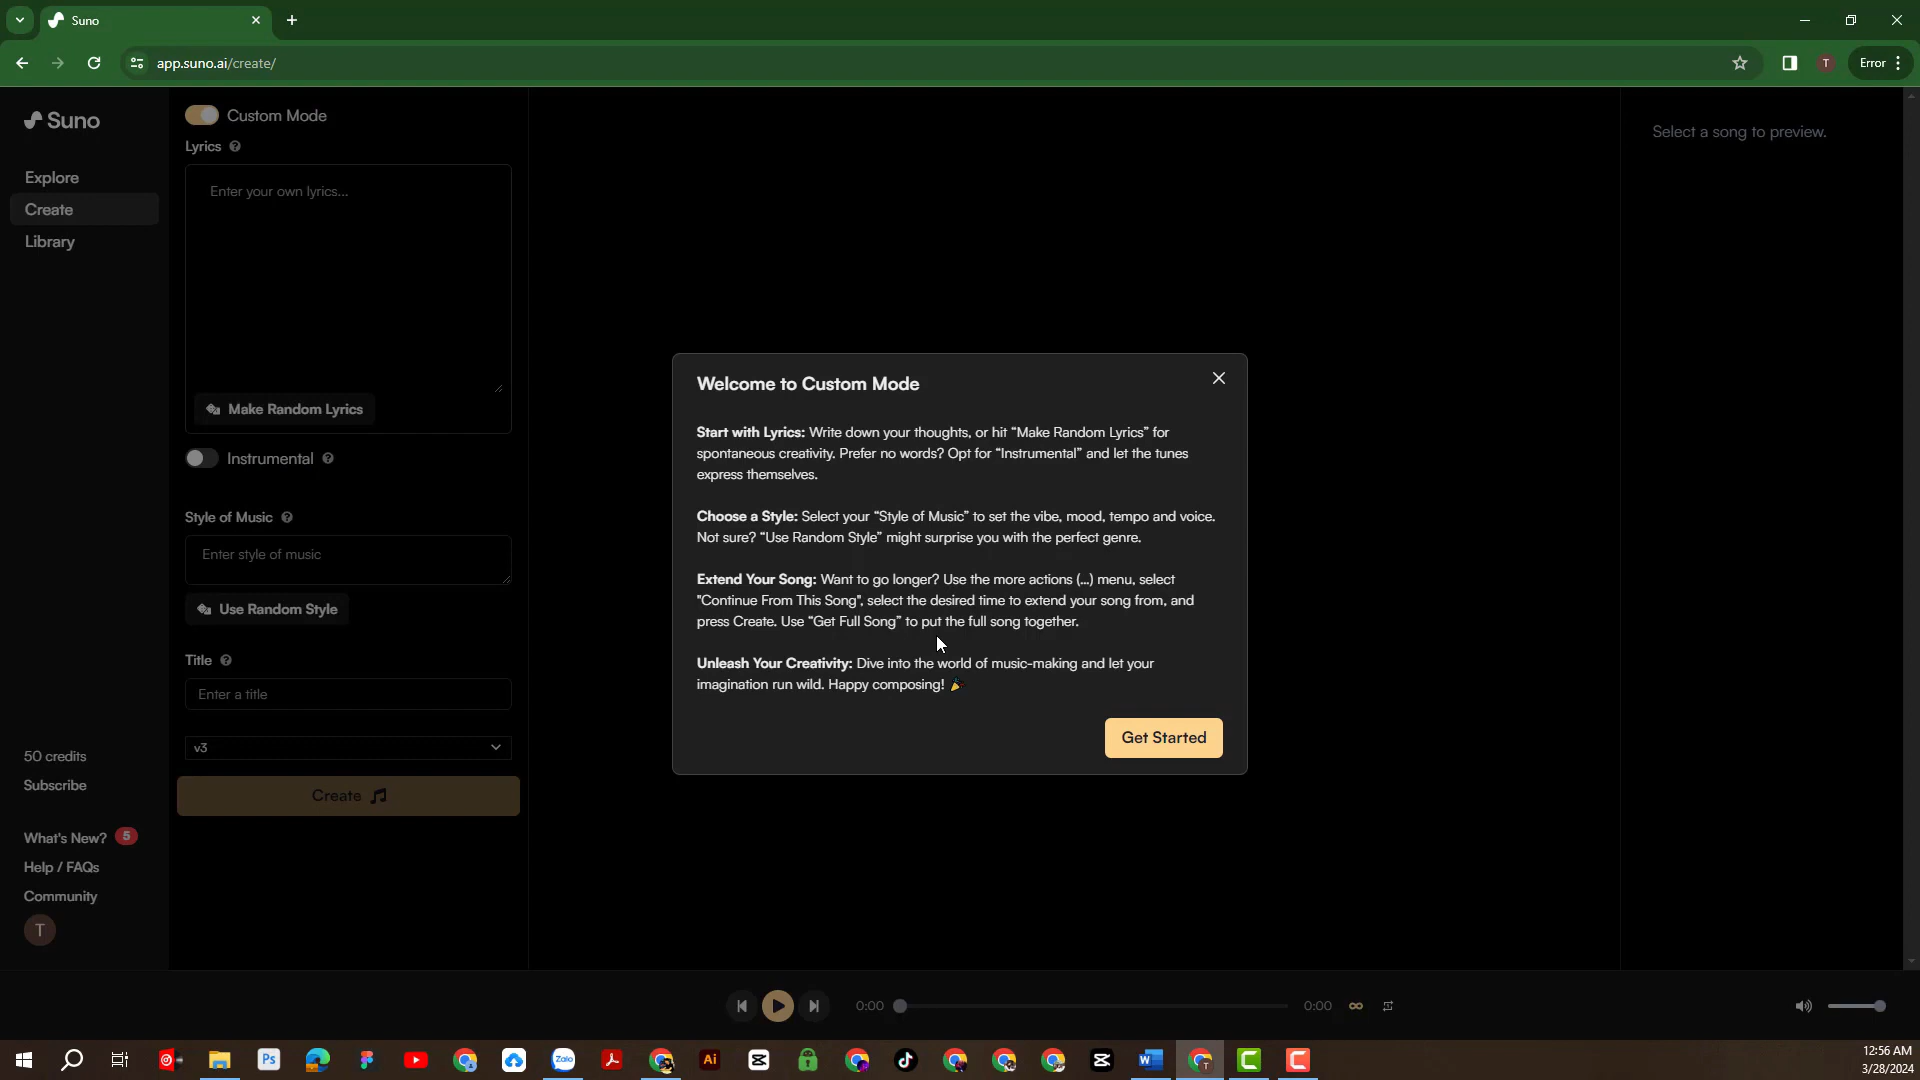 Suno
app.suno.ai/create/
T
Error
Suno
Explore
Create
Library
50 credits
Subscribe
What's New? 5
Help / FAQs
Community
T
Custom Mode
Lyrics
Enter your own lyrics...
Make Random Lyrics
Instrumental
Style of Music
Enter style of music
Use Random Style
Title
Enter a title
v3
Create
Welcome to Custom Mode
Start with Lyrics: Write down your thoughts, or hit “Make Random Lyrics” for
spontaneous creativity. Prefer no words? Opt for “Instrumental” and let the tunes
express themselves.
Choose a Style: Select your “Style of Music” to set the vibe, mood, tempo and voice.
Not sure? “Use Random Style” might surprise you with the perfect genre.
Extend Your Song: Want to go longer? Use the more actions (...) menu, select
"Continue From This Song", select the desired time to extend your song from, and
press Create. Use “Get Full Song” to put the full song together.
Unleash Your Creativity: Dive into the world of music-making and let your
imagination run wild. Happy composing! 🎉
Get Started
Select a song to preview.
0:00
0:00
Ps
Zalo
Ai
W
T
12:56 AM
3/28/2024